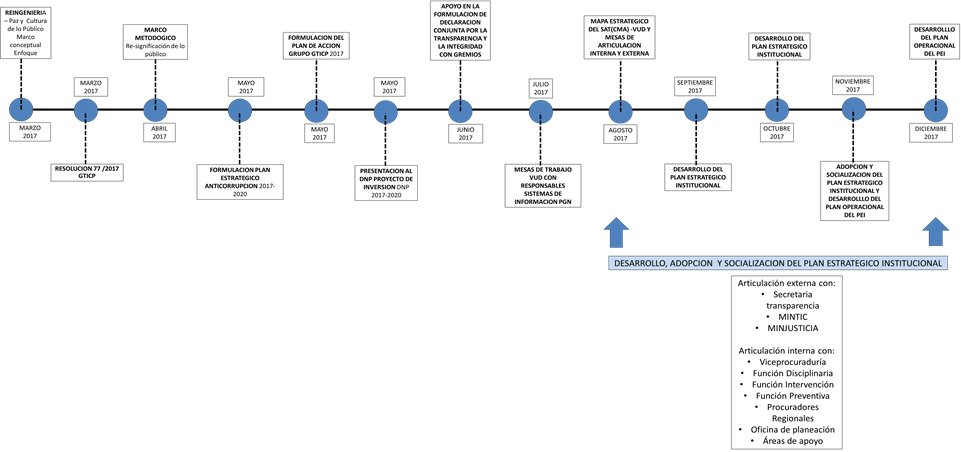 REINGENIERIA
– Paz y Cultura
de lo Público
Marco
conceptual
Enfoque
MARZO
2017
MARZO
2017
RESOLUCION 77 /2017
GTICP
MARCO
METODOGICO
Re-significación de lo
público
ABRIL
2017
MAYO
2017
FORMULACION PLAN
ESTRATEGICO
ANTICORRUPCION 2017-
2020
FORMULACION DEL
PLAN DE ACCION
GRUPO GTICP 2017
MAYO
2017
MAYO
2017
PRESENTACION AL
DNP PROYECTO DE
INVERSION DNP
2017-2020
APOYO EN LA
FORMULACION DE
DECLARACION
CONJUNTA POR LA
TRANSPARENCIA Y
LA INTEGRIDAD
CON GREMIOS
JUNIO
2017
JULIO
2017
MESAS DE TRABAJO
VUD CON
RESPONSABLES
SISTEMAS DE
INFORMACION PGN
MAPA ESTRATEGICO
DEL SAT(CMA) -VUD Y
MESAS DE
ARTICULACION
INTERNA Y EXTERNA
AGOSTO
2017
SEPTIEMBRE
2017
DESARROLLO DEL
PLAN ESTRATEGICO
INSTITUCIONAL
DESARROLLO DEL
PLAN ESTRATEGICO
INSTITUCIONAL
OCTUBRE
2017
NOVIEMBRE
2017
ADOPCION Y
SOCIALIZACION DEL
PLAN ESTRATEGICO
INSTITUCIONAL Y
DESARROLLLO DEL
PLAN OPERACIONAL
DEL PEI
DESARROLLLO
DEL PLAN
OPERACIONAL
DEL PEI
DICIEMBRE
2017
DESARROLLO, ADOPCION Y SOCIALIZACION DEL PLAN ESTRATEGICO INSTITUCIONAL
Articulación externa con:
• Secretaria
transparencia
• MINTIC
• MINJUSTICIA
Articulación interna con:
• Viceprocuraduría
• Función Disciplinaria
• Función Intervención
• Función Preventiva
• Procuradores
Regionales
• Oficina de planeación
• Áreas de apoyo